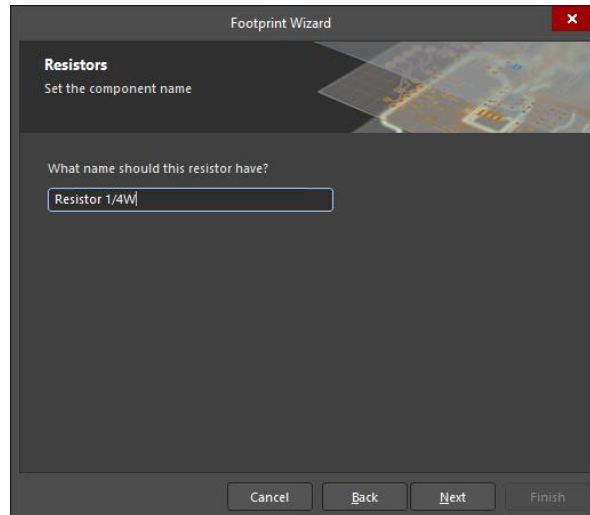 Footprint Wizard
Resistors
Set the component name
What name should this resistor have?
Resistor 1/4W
Cancel Back Next Finish